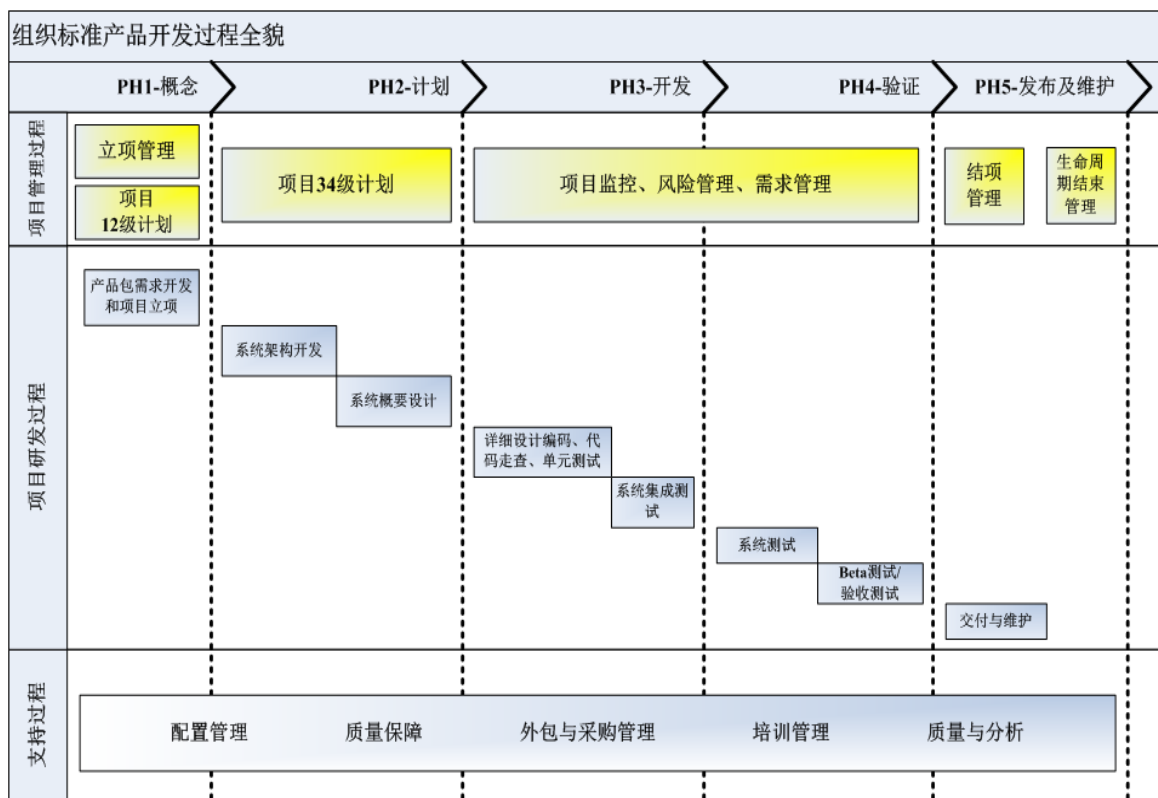 组织标准产品开发过程全貌
PH1-概念
PH2-计划
PH3-开发
PH4-验证
PH5-发布及维护
项目管理过程
立项管理
项目
12级计划
项目34级计划
项目监控、风险管理、需求管理
结项
管理
生命周
期结束
管理
项目研发过程
产品包需求开发
和项目立项
系统架构开发
系统概要设计
详细设计编码、代
码走查、单元测试
系统集成测
试
系统测试
Beta测试/
验收测试
交付与维护
支持过程
配置管理
质量保障
外包与采购管理
培训管理
质量与分析